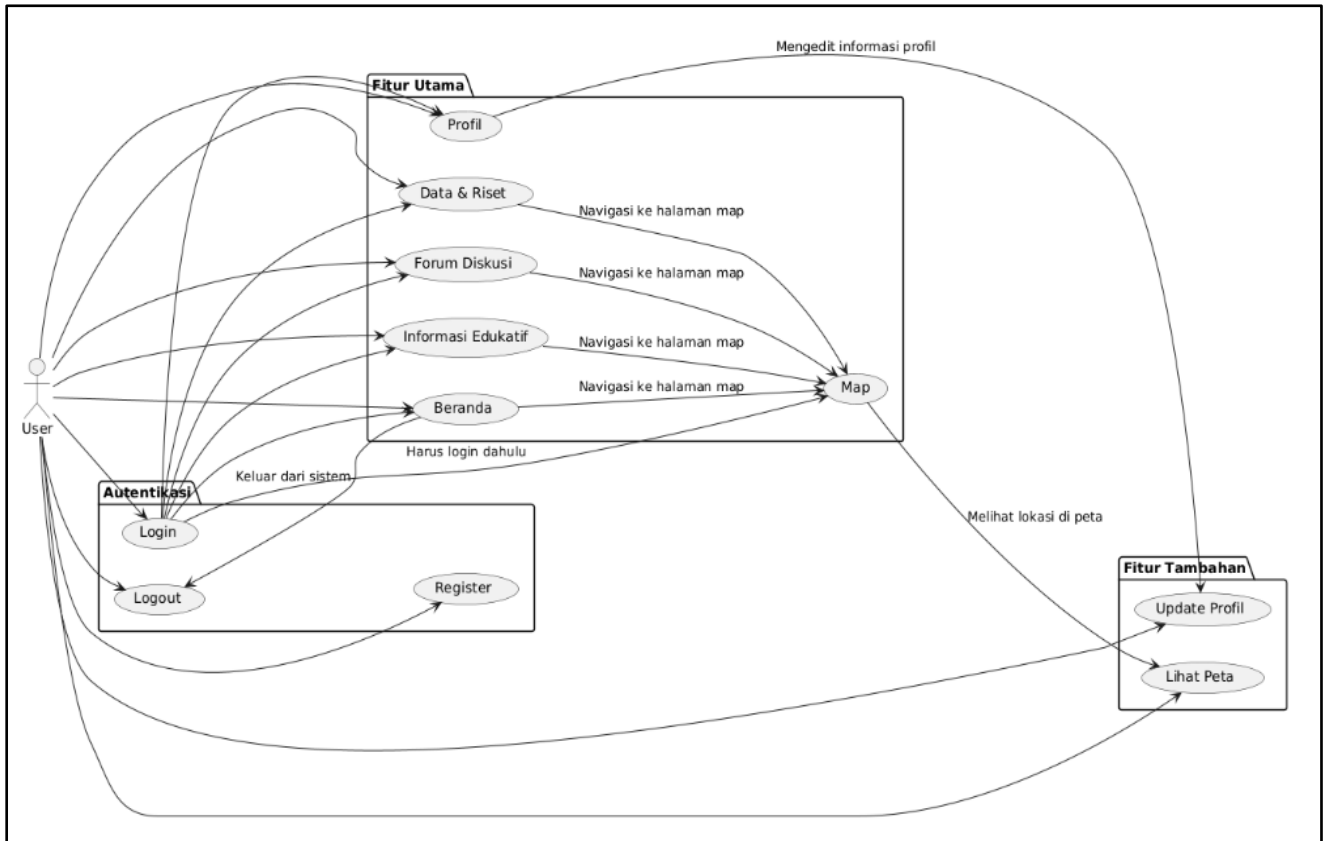 Mengedit informasi profil
Fitur Utama
Profil
Data & Riset
Navigasi ke halaman map
Forum Diskusi
Navigasi ke halaman map
Informasi Edukatif
Navigasi ke halaman map
Navigasi ke halaman map
Map
Beranda
User
Harus login dahulu
Keluar dari sistem
Autentikasi
Login
Melihat lokasi di peta
Logout
Register
Fitur Tambahan
Update Profil
Lihat Peta